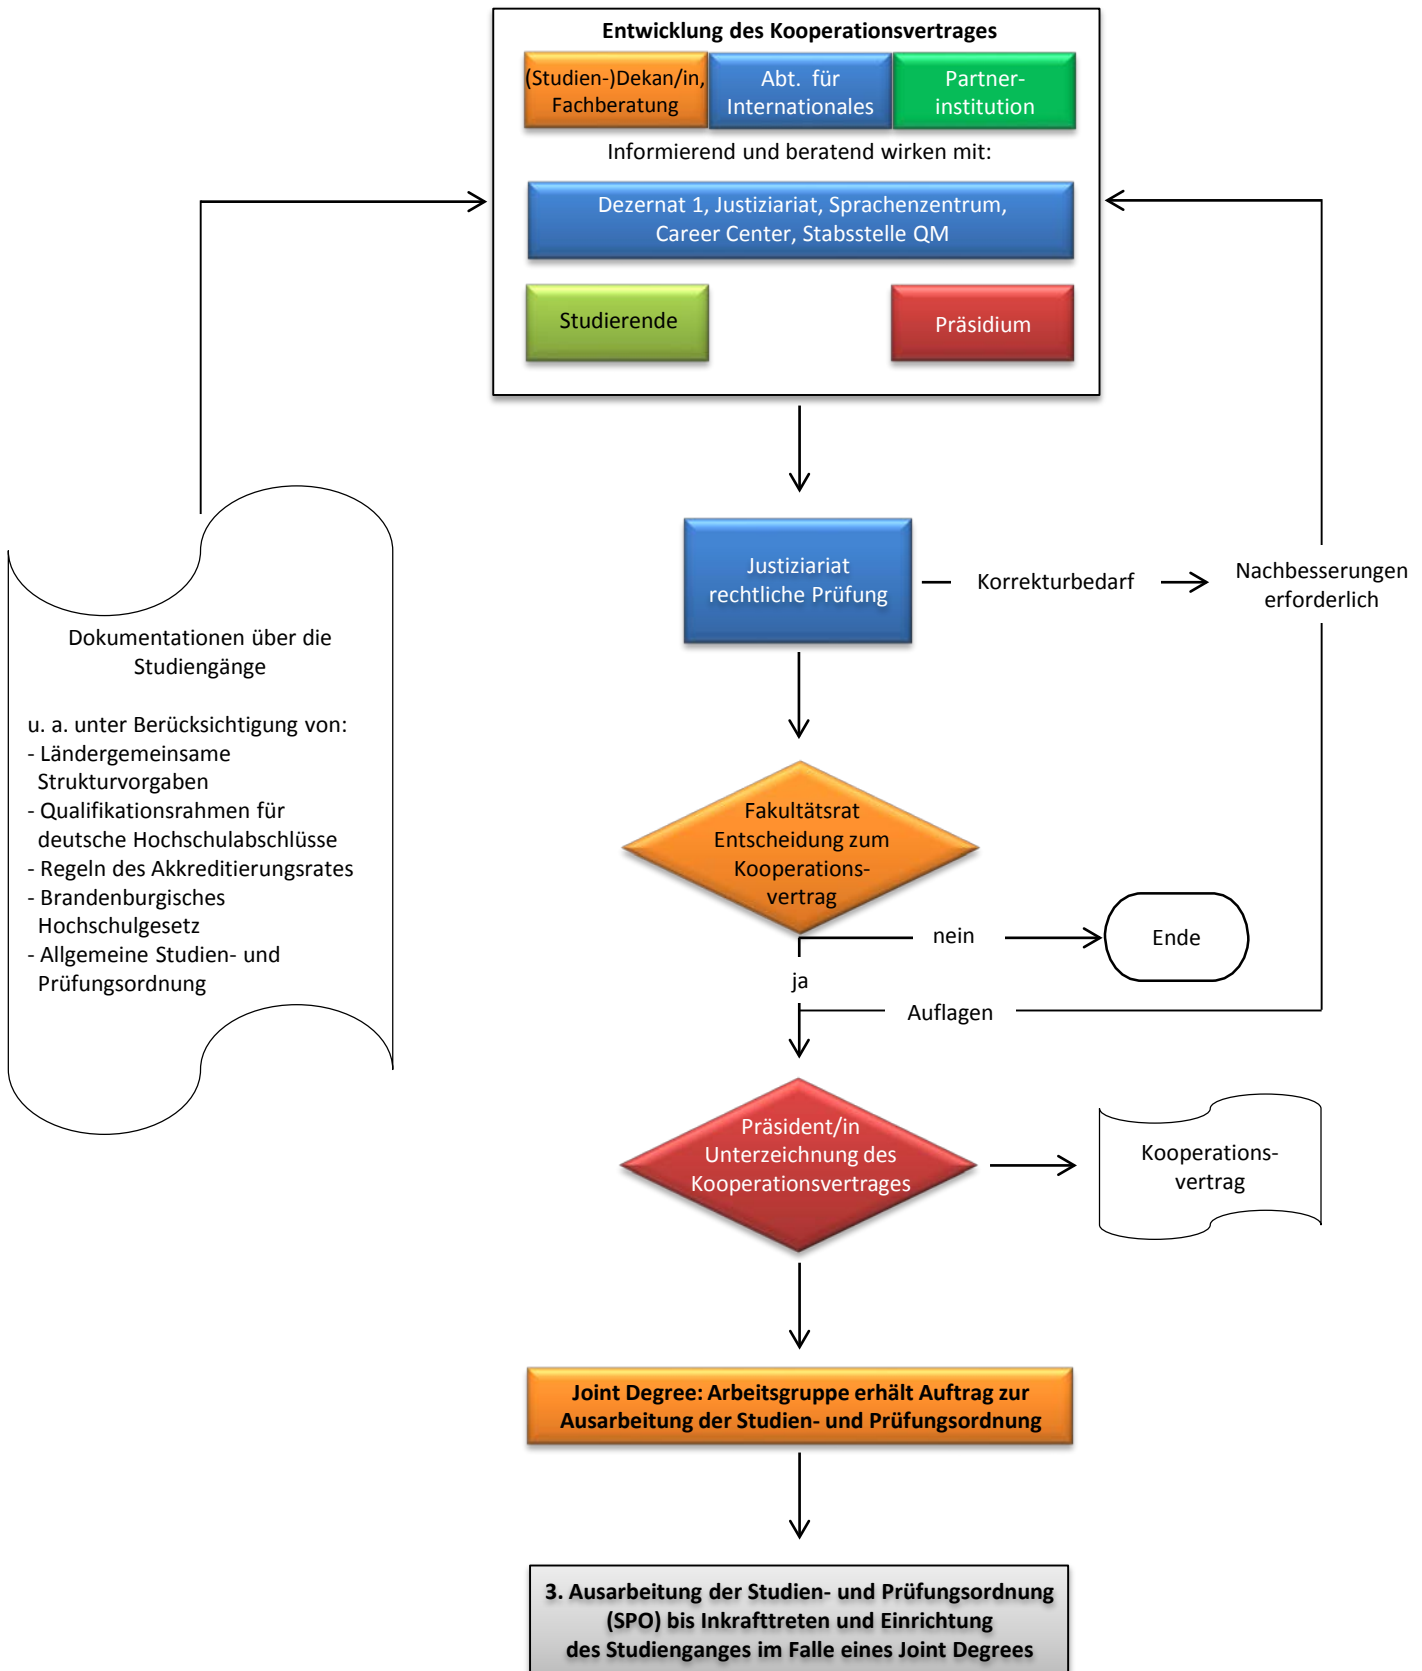 Entwicklung des Kooperationsvertrages
(Studien-)Dekan/in,
Fachberatung
Abt. für
Internationales
Partner-
institution
Informierend und beratend wirken mit:
Dezernat 1, Justiziariat, Sprachenzentrum,
Career Center, Stabsstelle QM
Studierende
Präsidium
Justiziariat
rechtliche Prüfung
Korrekturbedarf
Nachbesserungen
erforderlich
Dokumentationen über die
Studiengänge
u. a. unter Berücksichtigung von:
- Ländergemeinsame
Strukturvorgaben
- Qualifikationsrahmen für
deutsche Hochschulabschlüsse
- Regeln des Akkreditierungsrates
- Brandenburgisches
Hochschulgesetz
- Allgemeine Studien- und
Prüfungsordnung
Fakultätsrat
Entscheidung zum
Kooperations-
vertrag
nein
Ende
ja
Auflagen
Präsident/in
Unterzeichnung des
Kooperationsvertrages
Kooperations-
vertrag
Joint Degree: Arbeitsgruppe erhält Auftrag zur
Ausarbeitung der Studien- und Prüfungsordnung
3. Ausarbeitung der Studien- und Prüfungsordnung
(SPO) bis Inkrafttreten und Einrichtung
des Studienganges im Falle eines Joint Degrees